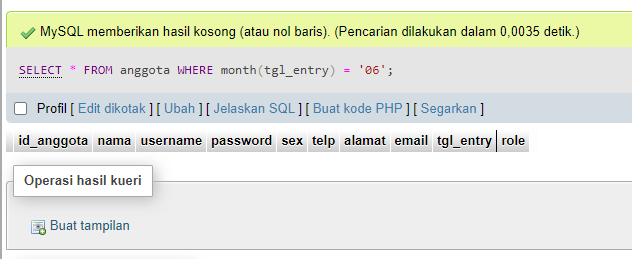 MySQL memberikan hasil kosong (atau nol baris). (Pencarian dilakukan dalam 0,0035 detik.)
SELECT * FROM anggota WHERE month(tgl_entry) = '06';
Profil [ Edit dikotak ] [ Ubah ] [ Jelaskan SQL ] [ Buat kode PHP ] [ Segarkan ]
id_anggota nama username password sex telp alamat email tgl_entry role
Operasi hasil kueri
Buat tampilan